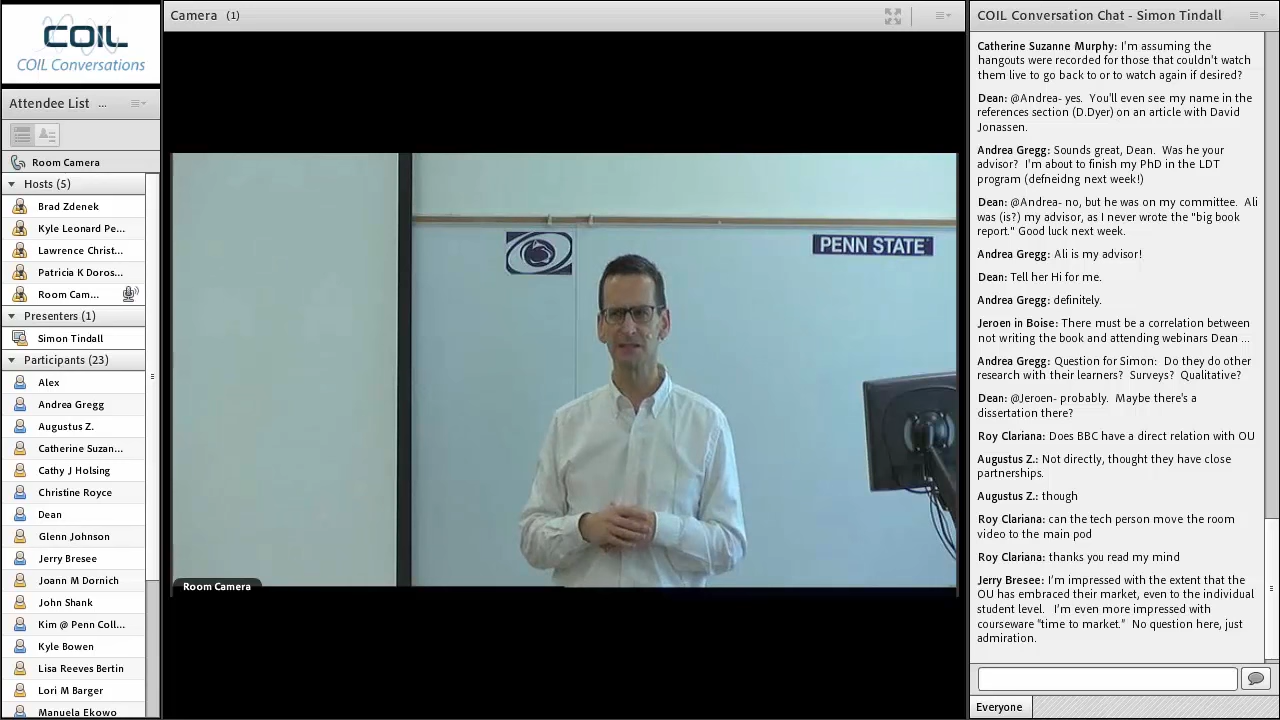 COIL
COIL Conversations
Attendee List ...
Room Camera
Hosts (5)
Brad Zdenek
Kyle Leonard Pe...
Lawrence Christ...
Patricia K Doros...
Room Cam...
Presenters (1)
Simon Tindall
Participants (23)
Alex
Andrea Gregg
Augustus Z.
Catherine Suzan...
Cathy J Holsing
Christine Royce
Dean
Glenn Johnson
Jerry Bresee
Joann M Dornich
John Shank
Kim @ Penn Coll...
Kyle Bowen
Lisa Reeves Bertin
Lori M Barger
Manuela Ekowo
Camera (1)
PENN STATE
Room Camera
COIL Conversation Chat - Simon Tindall
Catherine Suzanne Murphy: I'm assuming the
hangouts were recorded for those that couldn't watch
them live to go back to or to watch again if desired?
Dean: @Andrea- yes. You'll even see my name in the
references section (D.Dyer) on an article with David
Jonassen.
Andrea Gregg: Sounds great, Dean. Was he your
advisor? I'm about to finish my PhD in the LDT
program (defneidng next week!)
Dean: @Andrea- no, but he was on my committee. Ali
was (is?) my advisor, as I never wrote the "big book
report." Good luck next week.
Andrea Gregg: Ali is my advisor!
Dean: Tell her Hi for me.
Andrea Gregg: definitely.
Jeroen in Boise: There must be a correlation between
not writing the book and attending webinars Dean ...
Andrea Gregg: Question for Simon: Do they do other
research with their learners? Surveys? Qualitative?
Dean: @Jeroen- probably. Maybe there's a
dissertation there?
Roy Clariana: Does BBC have a direct relation with OU
Augustus Z.: Not directly, thought they have close
partnerships.
Augustus Z.: though
Roy Clariana: can the tech person move the room
video to the main pod
Roy Clariana: thanks you read my mind
Jerry Bresee: I'm impressed with the extent that the
OU has embraced their market, even to the individual
student level. I'm even more impressed with
courseware "time to market." No question here, just
admiration.
Everyone